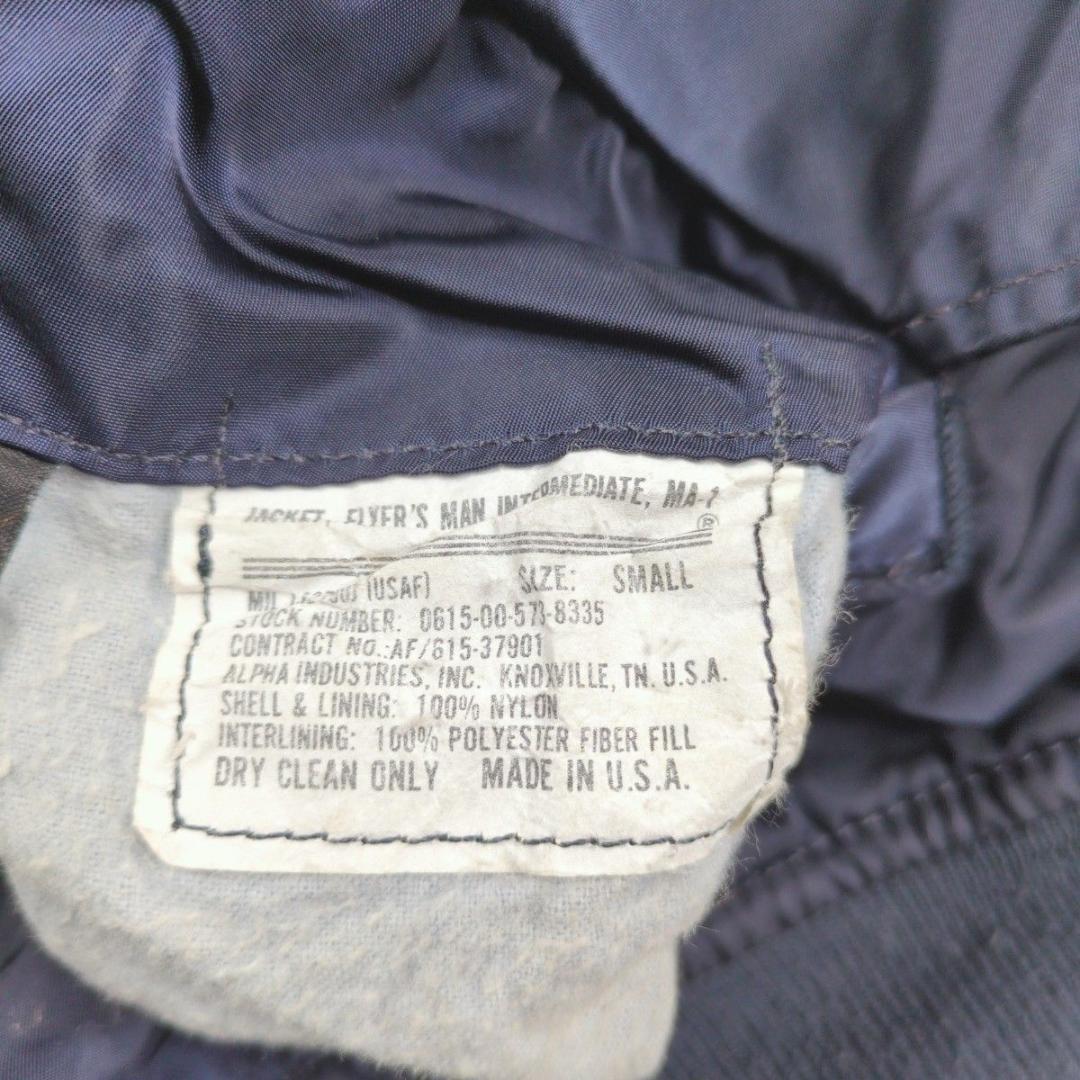 JACKET, FLYER'S MAN INTERMEDIATE, MA-1
®
(USAF) SIZE: SMALL
STOCK NUMBER: 0615-00-573-8335
CONTRACT NO.:AF/615-37901
ALPHA INDUSTRIES, INC. KNOXVILLE, TN. U.S.A.
SHELL & LINING: 100% NYLON
INTERLINING: 100% POLYESTER FIBER FILL
DRY CLEAN ONLY MADE IN U.S.A.